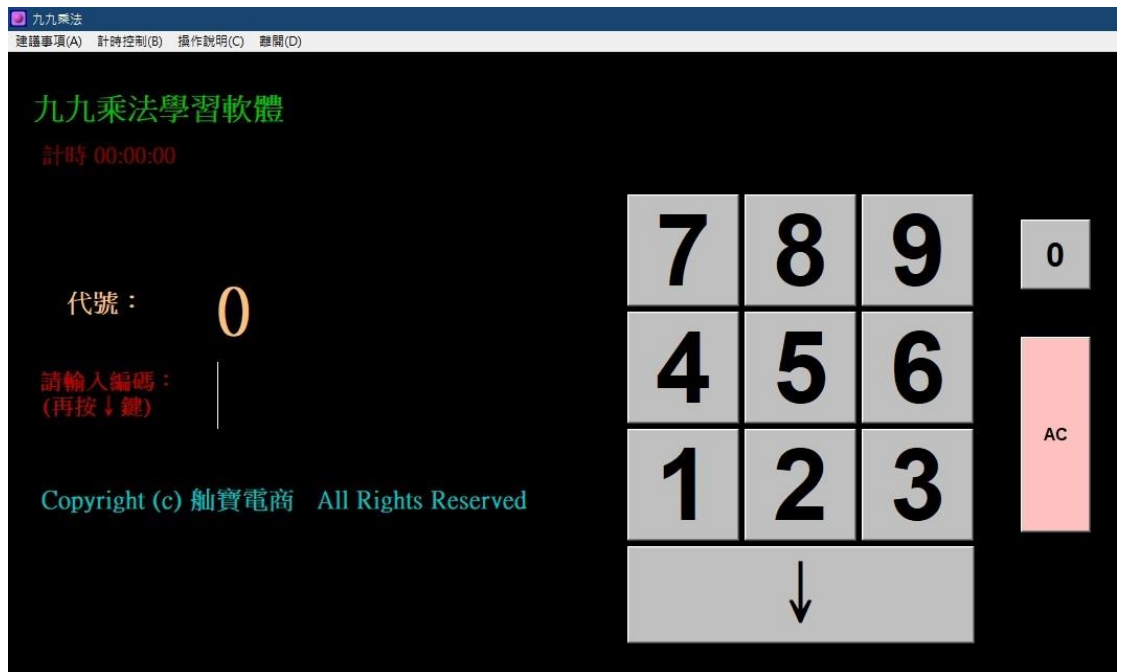 九九乘法
建議事項(A) 計時控制(B) 操作說明(C) 離開(D)
九九乘法學習軟體
計時 00:00:00
7 8 9 0
代號： 0
4 5 6
請輸入編碼：
(再按↓鍵)
AC
1 2 3
Copyright (c) 舢寶電商 All Rights Reserved
↓